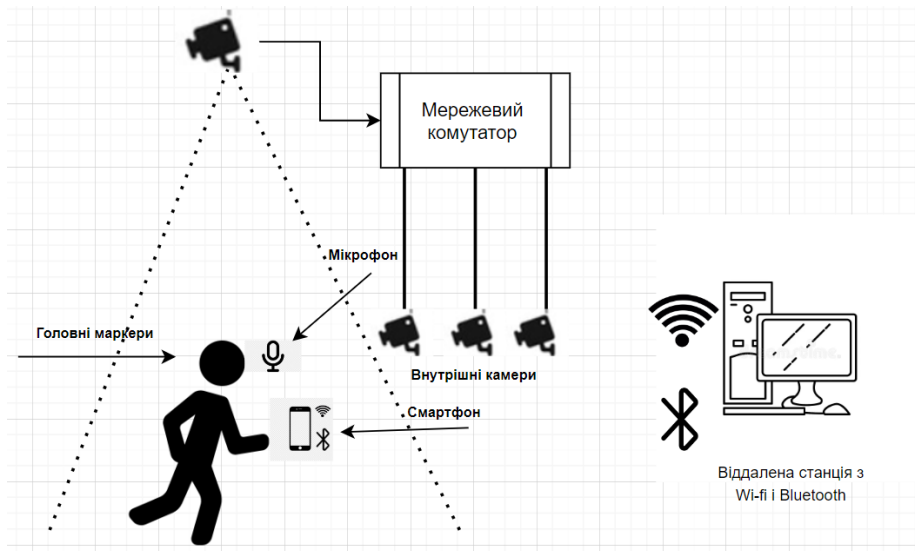 Мережевий
комутатор
Мікрофон
Головні маркери
Внутрішні камери
Смартфон
Віддалена станція з
Wi-fi і Bluetooth